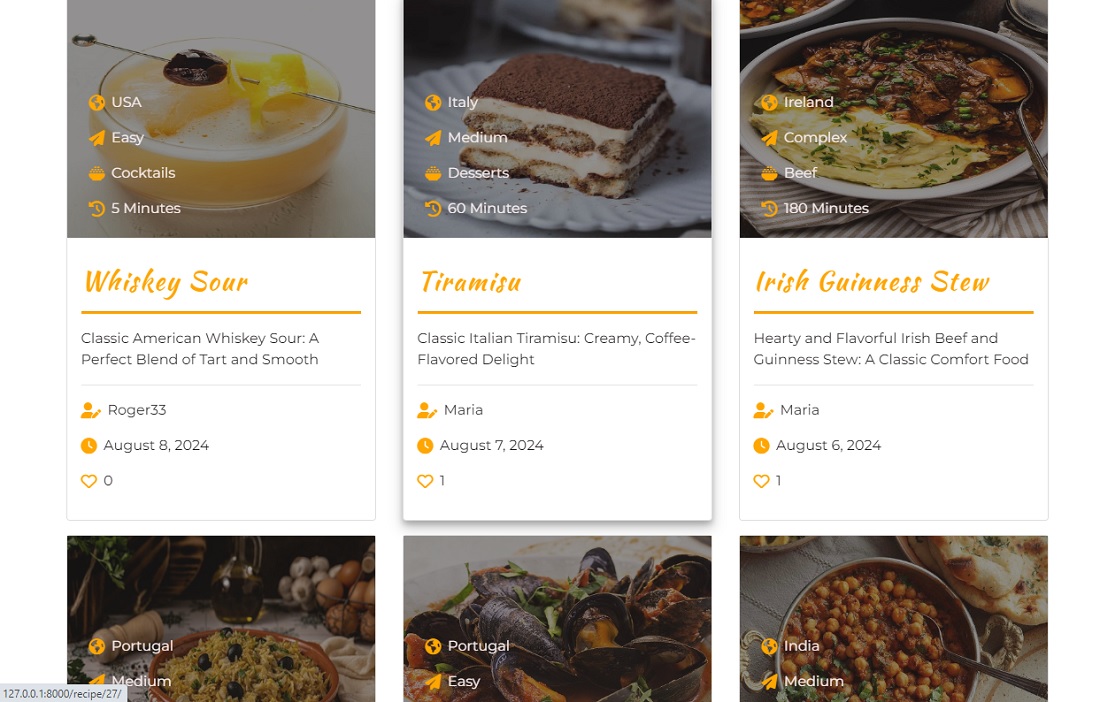 USA
Easy
Cocktails
5 Minutes
Whiskey Sour
Classic American Whiskey Sour: A
Perfect Blend of Tart and Smooth
Roger33
August 8, 2024
0
Italy
Medium
Desserts
60 Minutes
Tiramisu
Classic Italian Tiramisu: Creamy, Coffee-
Flavored Delight
Maria
August 7, 2024
1
Ireland
Complex
Beef
180 Minutes
Irish Guinness Stew
Hearty and Flavorful Irish Beef and
Guinness Stew: A Classic Comfort Food
Maria
August 6, 2024
1
Portugal
Medium
Portugal
Easy
India
Medium
127.0.0.1:8000/recipe/27/